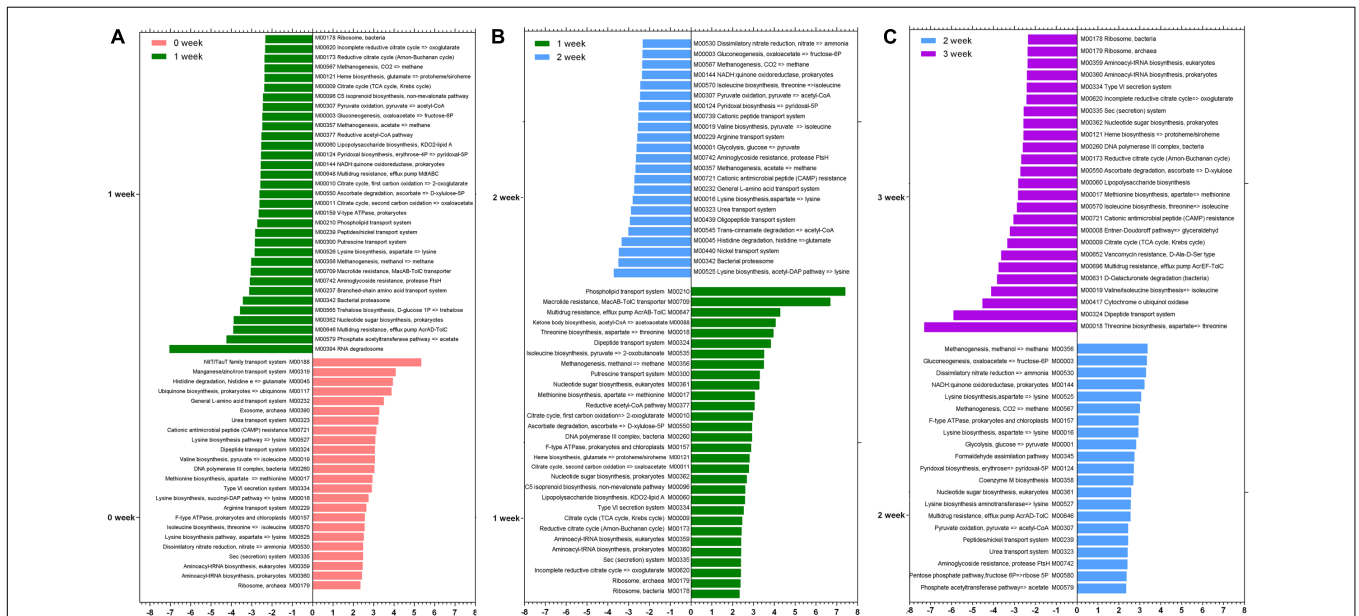 A
0 week
1 week
M00178 Ribosome, bacteria
M00620 Incomplete reductive citrate cycle=> oxoglutarate
M00173 Reductive citrate cycle (Arnon-Buchanan cycle)
M00567 Methanogenesis, CO2 => methane
M00121 Heme biosynthesis, glutamate => protoheme/siroheme
M00009 Citrate cycle (TCA cycle, Krebs cycle)
M00096 C5 isoprenoid biosynthesis, non-mevalonate pathway
M00307 Pyruvate oxidation, pyruvate => acetyl-CoA
M00003 Gluconeogenesis, oxaloacetate => fructose-6P
M00357 Methanogenesis, acetate => methane
M00377 Reductive acetyl-CoA pathway
M00060 Lipopolysaccharide biosynthesis, KDO2-lipid A
M00124 Pyridoxal biosynthesis, erythrose-4P => pyridoxal-5P
M00144 NADH:quinone oxidoreductase, prokaryotes
M00648 Multidrug resistance, efflux pump MdtABC
M00010 Citrate cycle, first carbon oxidation => 2-oxoglutarate
M00550 Ascorbate degradation, ascorbate => D-xylulose-5P
M00011 Citrate cycle, second carbon oxidation => oxaloacetate
M00159 V-type ATPase, prokaryotes
M00210 Phospholipid transport system
M00239 Peptides/nickel transport system
M00300 Putrescine transport system
M00526 Lysine biosynthesis, aspartate => lysine
M00356 Methanogenesis, methanol => methane
M00709 Macrolide resistance, MacAB-TolC transporter
M00742 Aminoglycoside resistance, protease FtsH
M00237 Branched-chain amino acid transport system
M00342 Bacterial proteasome
M00565 Trehalose biosynthesis, D-glucose 1P => trehalose
M00362 Nucleotide sugar biosynthesis, prokaryotes
M00646 Multidrug resistance, efflux pump AcrAD-TolC
M00579 Phosphate acetyltransferase pathway => acetate
M00394 RNA degradosome
1 week
NitT/TauT family transport system M00188
Manganese/zinc/iron transport system M00319
Histidine degradation, histidine e => glutamate M00045
Ubiquinone biosynthesis, prokaryotes => ubiquinone M00117
General L-amino acid transport system M00232
Exosome, archaea M00390
Urea transport system M00323
Cationic antimicrobial peptide (CAMP) resistance M00721
Lysine biosynthesis pathway => lysine M00527
Dipeptide transport system M00324
Valine biosynthesis, pyruvate => isoleucine M00019
DNA polymerase III complex, bacteria M00260
Methionine biosynthesis, apartate => methionine M00017
Type VI secretion system M00334
Lysine biosynthesis, succinyl-DAP pathway => lysine M00016
Arginine transport system M00229
F-type ATPase, prokaryotes and chloroplasts M00157
Isoleucine biosynthesis, threonine => isoleucine M00570
Lysine biosynthesis pathway, aspartate => lysine M00525
Dissimilatory nitrate reduction, nitrate => ammonia M00530
Sec (secretion) system M00335
Aminoacyl-tRNA biosynthesis, eukaryotes M00359
Aminoacyl-tRNA biosynthesis, prokaryotes M00360
Ribosome, archaea M00179
0 week
-8 -7 -6 -5 -4 -3 -2 -1 0 1 2 3 4 5 6 7 8
B
1 week
2 week
M00530 Dissimilatory nitrate reduction, nitrate => ammonia
M00003 Gluconeogenesis, oxaloacetate => fructose-6P
M00567 Methanogenesis, CO2 => methane
M00144 NADH:quinone oxidoreductase, prokaryotes
M00570 Isoleucine biosynthesis, threonine =>isoleucine
M00307 Pyruvate oxidation, pyruvate => acetyl-CoA
M00124 Pyridoxal biosynthesis => pyridoxal-5P
M00739 Cationic peptide transport system
M00019 Valine biosynthesis, pyruvate => isoleucine
M00229 Arginine transport system
M00001 Glycolysis, glucose => pyruvate
M00742 Aminoglycoside resistance, protease FtsH
M00357 Methanogenesis, acetate => methane
M00721 Cationic antimicrobial peptide (CAMP) resistance
M00232 General L-amino acid transport system
M00016 Lysine biosynthesis,aspartate => lysine
M00323 Urea transport system
M00439 Oligopeptide transport system
M00545 Trans-cinnamate degradation => acetyl-CoA
M00045 Histidine degradation, histidine =>glutamate
M00440 Nickel transport system
M00342 Bacterial proteasome
M00525 Lysine biosynthesis, acetyl-DAP pathway => lysine
2 week
Phospholipid transport system M00210
Macrolide resistance, MacAB-TolC transporter M00709
Multidrug resistance, efflux pump AcrAB-TolC M00647
Ketone body biosynthesis, acetyl-CoA => acetoacetate M00088
Threonine biosynthesis, aspartate => threonine M00018
Dipeptide transport system M00324
Isoleucine biosynthesis, pyruvate => 2-oxobutanoate M00535
Methanogenesis, methanol => methane M00356
Putrescine transport system M00300
Nucleotide sugar biosynthesis, eukaryotes M00361
Methionine biosynthesis, apartate => methionine M00017
Reductive acetyl-CoA pathway M00377
Citrate cycle, first carbon oxidation=> 2-oxoglutarate M00010
Ascorbate degradation, ascorbate => D-xylulose-5P M00550
DNA polymerase III complex, bacteria M00260
F-type ATPase, prokaryotes and chloroplasts M00157
Heme biosynthesis, glutamate => protoheme/siroheme M00121
Citrate cycle, second carbon oxidation => oxaloacetate M00011
Nucleotide sugar biosynthesis, prokaryotes M00362
C5 isoprenoid biosynthesis, non-mevalonate pathway M00096
Lipopolysaccharide biosynthesis, KDO2-lipid A M00060
Type VI secretion system M00334
Citrate cycle (TCA cycle, Krebs cycle) M00009
Reductive citrate cycle (Arnon-Buchanan cycle) M00173
Aminoacyl-tRNA biosynthesis, eukaryotes M00359
Aminoacyl-tRNA biosynthesis, prokaryotes M00360
Sec (secretion) system M00335
Incomplete reductive citrate cycle => oxoglutarate M00620
Ribosome, archaea M00179
Ribosome, bacteria M00178
1 week
-8 -7 -6 -5 -4 -3 -2 -1 0 1 2 3 4 5 6 7 8
C
2 week
3 week
M00178 Ribosome, bacteria
M00179 Ribosome, archaea
M00359 Aminoacyl-tRNA biosynthesis, eukaryotes
M00360 Aminoacyl-tRNA biosynthesis, prokaryotes
M00334 Type VI secretion system
M00620 Incomplete reductive citrate cycle=> oxoglutarate
M00335 Sec (secretion) system
M00362 Nucleotide sugar biosynthesis, prokaryotes
M00121 Heme biosynthesis => protoheme/siroheme
M00260 DNA polymerase III complex, bacteria
M00173 Reductive citrate cycle (Arnon-Buchanan cycle)
M00550 Ascorbate degradation, ascorbate => D-xylulose
M00060 Lipopolysaccharide biosynthesis
M00017 Methionine biosynthesis, apartate => methionine
M00570 Isoleucine biosynthesis, threonine=> isoleucine
M00721 Cationic antimicrobial peptide (CAMP) resistance
M00008 Entner-Doudoroff pathway=> glyceraldehyd
M00009 Citrate cycle (TCA cycle, Krebs cycle)
M00652 Vancomycin resistance, D-Ala-D-Ser type
M00696 Multidrug resistance, efflux pump AcrEF-TolC
M00631 D-Galacturonate degradation (bacteria)
M00019 Valine/isoleucine biosynthesis=> isoleucine
M00417 Cytochrome o ubiquinol oxidase
M00324 Dipeptide transport system
M00018 Threonine biosynthesis, aspartate=> threonine
3 week
Methanogenesis, methanol => methane M00356
Gluconeogenesis, oxaloacetate => fructose-6P M00003
Dissimilatory nitrate reduction => ammonia M00530
NADH:quinone oxidoreductase, prokaryotes M00144
Lysine biosynthesis,aspartate => lysine M00525
Methanogenesis, CO2 => methane M00567
F-type ATPase, prokaryotes and chloroplasts M00157
Lysine biosynthesis, aspartate => lysine M00016
Glycolysis, glucose => pyruvate M00001
Formaldehyde assimilation pathway M00345
Pyridoxal biosynthesis, erythrose=> pyridoxal-5P M00124
Coenzyme M biosynthesis M00358
Nucleotide sugar biosynthesis, eukaryotes M00361
Lysine biosynthesis aminotransferase=> lysine M00527
Multidrug resistance, efflux pump AcrAD-TolC M00646
Pyruvate oxidation, pyruvate => acetyl-CoA M00307
Peptides/nickel transport system M00239
Urea transport system M00323
Aminoglycoside resistance, protease FtsH M00742
Pentose phosphate pathway,fructose 6P=>ribose 5P M00580
Phosphate acetyltransferase pathway=> acetate M00579
2 week
-8 -7 -6 -5 -4 -3 -2 -1 0 1 2 3 4 5 6 7 8